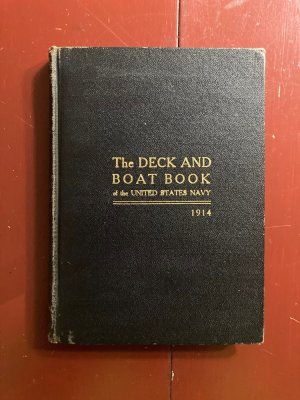 The DECK AND
BOAT BOOK
of the UNITED STATES NAVY
1914